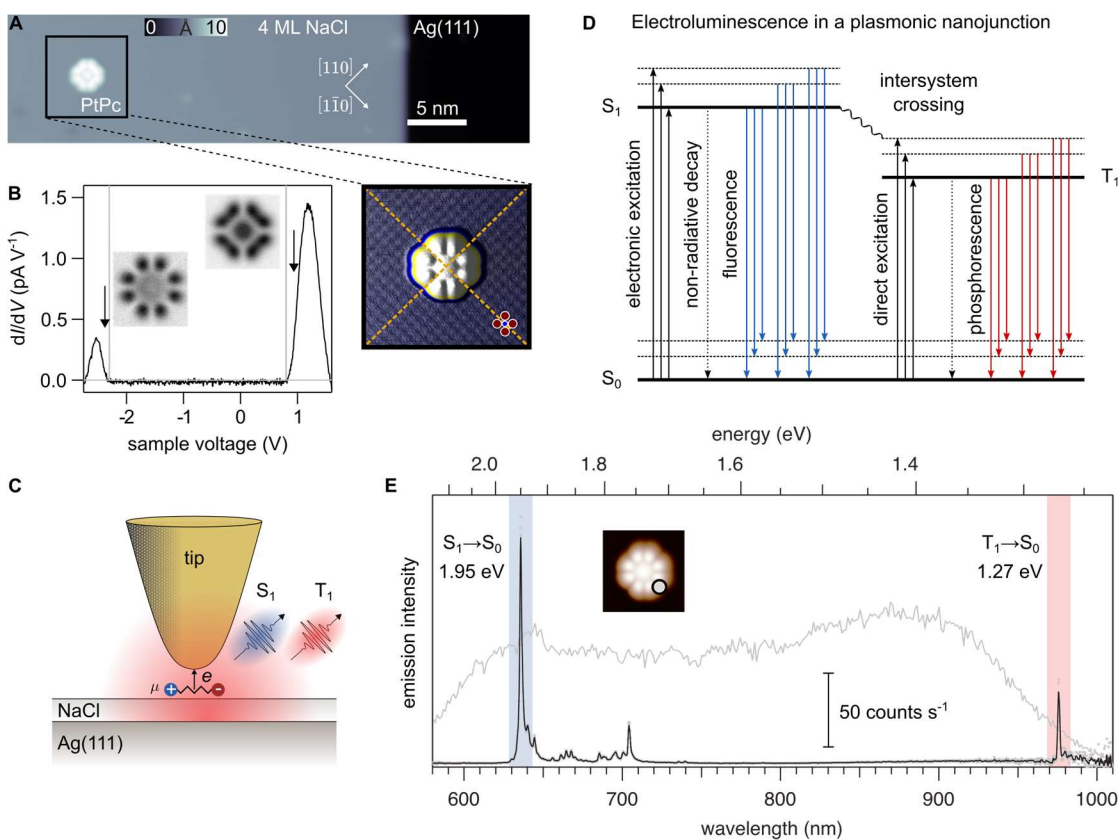 A
0 Å 10
4 ML NaCl
Ag(111)
[110]
[11̄0]
PtPc
5 nm
B
dI/dV (pA V⁻¹)
1.5
1.0
0.5
0.0
-2
-1
0
1
sample voltage (V)
C
tip
S₁
T₁
e
μ
+
-
NaCl
Ag(111)
D
Electroluminescence in a plasmonic nanojunction
intersystem
crossing
S₁
T₁
S₀
electronic excitation
non-radiative decay
fluorescence
direct excitation
phosphorescence
energy (eV)
2.0
1.8
1.6
1.4
E
S₁→S₀
1.95 eV
T₁→S₀
1.27 eV
emission intensity
50 counts s⁻¹
600
700
800
900
1000
wavelength (nm)